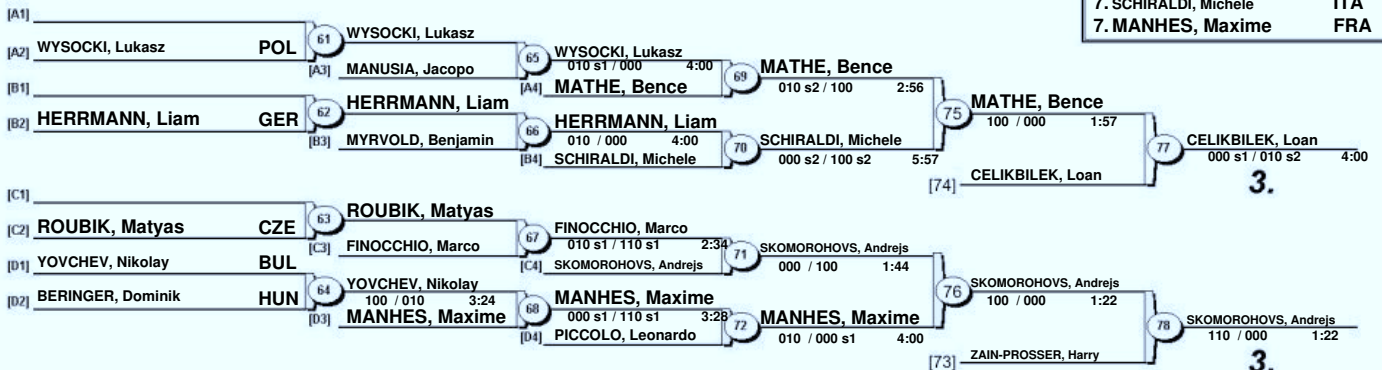 7. SCHIRALDI, Michele ITA
7. MANHES, Maxime FRA
[A1]
[A2] WYSOCKI, Lukasz POL
61
WYSOCKI, Lukasz
[A3] MANUSIA, Jacopo
65
WYSOCKI, Lukasz
010 s1 / 000 4:00
[A4] MATHE, Bence
69
MATHE, Bence
010 s2 / 100 2:56
[B1]
[B2] HERRMANN, Liam GER
62
HERRMANN, Liam
[B3] MYRVOLD, Benjamin
66
HERRMANN, Liam
010 / 000 4:00
[B4] SCHIRALDI, Michele
70
SCHIRALDI, Michele
000 s2 / 100 s2 5:57
75
MATHE, Bence
100 / 000 1:57
[74] CELIKBILEK, Loan
77
CELIKBILEK, Loan
000 s1 / 010 s2 4:00
3.
[C1]
[C2] ROUBIK, Matyas CZE
63
ROUBIK, Matyas
[C3] FINOCCHIO, Marco
67
FINOCCHIO, Marco
010 s1 / 110 s1 2:34
[C4] SKOMOROHOVS, Andrejs
71
SKOMOROHOVS, Andrejs
000 / 100 1:44
[D1] YOVCHEV, Nikolay BUL
[D2] BERINGER, Dominik HUN
64
YOVCHEV, Nikolay
100 / 010 3:24
[D3] MANHES, Maxime
68
MANHES, Maxime
000 s1 / 110 s1 3:28
[D4] PICCOLO, Leonardo
72
MANHES, Maxime
010 / 000 s1 4:00
76
SKOMOROHOVS, Andrejs
100 / 000 1:22
[73] ZAIN-PROSSER, Harry
78
SKOMOROHOVS, Andrejs
110 / 000 1:22
3.